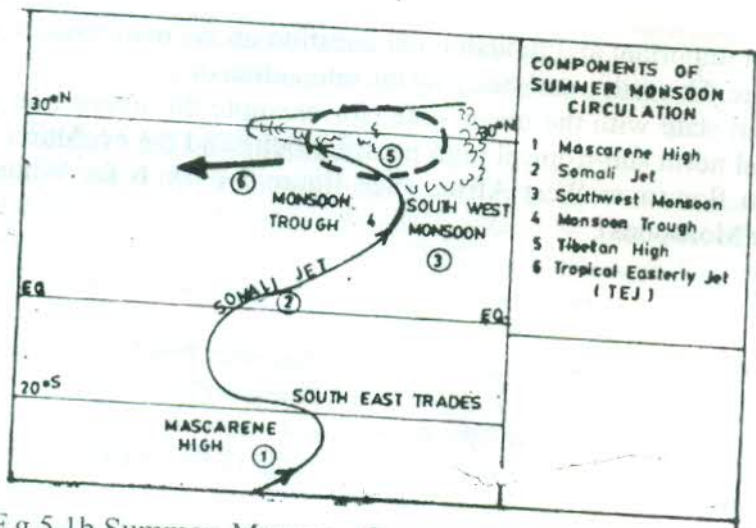 COMPONENTS OF
SUMMER MONSOON
CIRCULATION
1 Mascarene High
2 Somali Jet
3 Southwest Monsoon
4 Monsoon Trough
5 Tibetan High
6 Tropical Easterly Jet
(TEJ)
30°N
30°N
5
6
MONSOON
TROUGH
4
SOUTH WEST
MONSOON
3
SOMALI JET
2
EQ
EQ.
20°S
SOUTH EAST TRADES
MASCARENE
HIGH
1
5.1b Summer